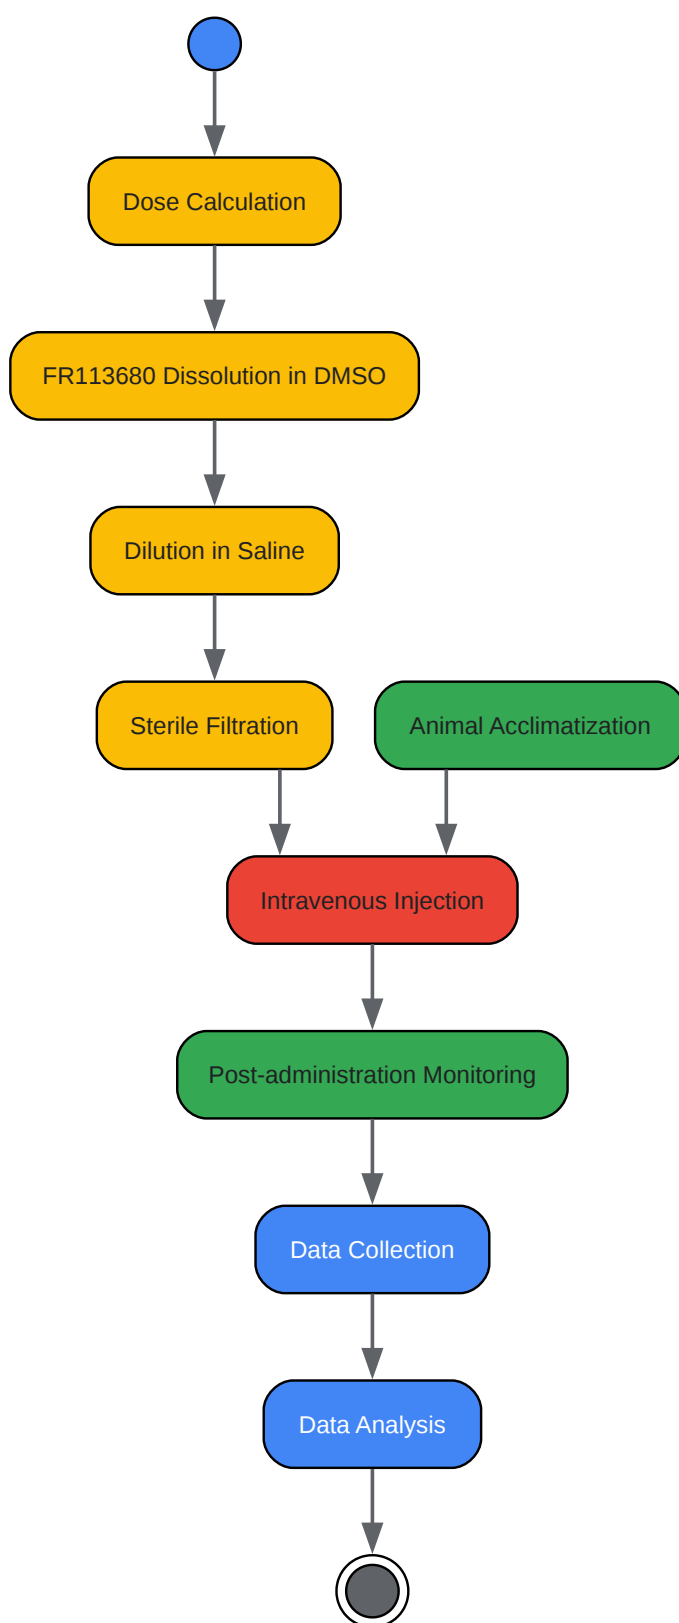 Dose Calculation
FR113680 Dissolution in DMSO
Dilution in Saline
Sterile Filtration
Animal Acclimatization
Intravenous Injection
Post-administration Monitoring
Data Collection
Data Analysis